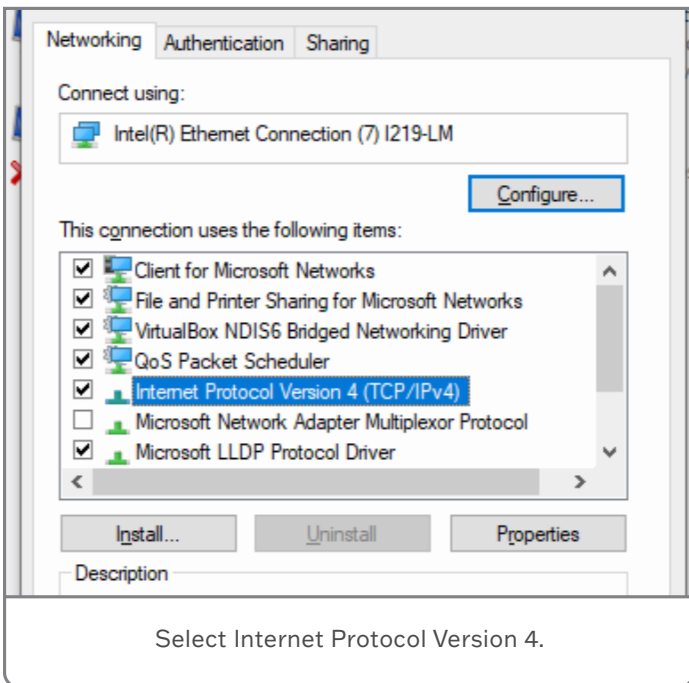 Networking Authentication Sharing
Connect using:
Intel(R) Ethernet Connection (7) I219-LM
Configure...
This connection uses the following items:
Client for Microsoft Networks
File and Printer Sharing for Microsoft Networks
VirtualBox NDIS6 Bridged Networking Driver
QoS Packet Scheduler
Internet Protocol Version 4 (TCP/IPv4)
Microsoft Network Adapter Multiplexor Protocol
Microsoft LLDP Protocol Driver
Install... Uninstall Properties
Description
Select Internet Protocol Version 4.